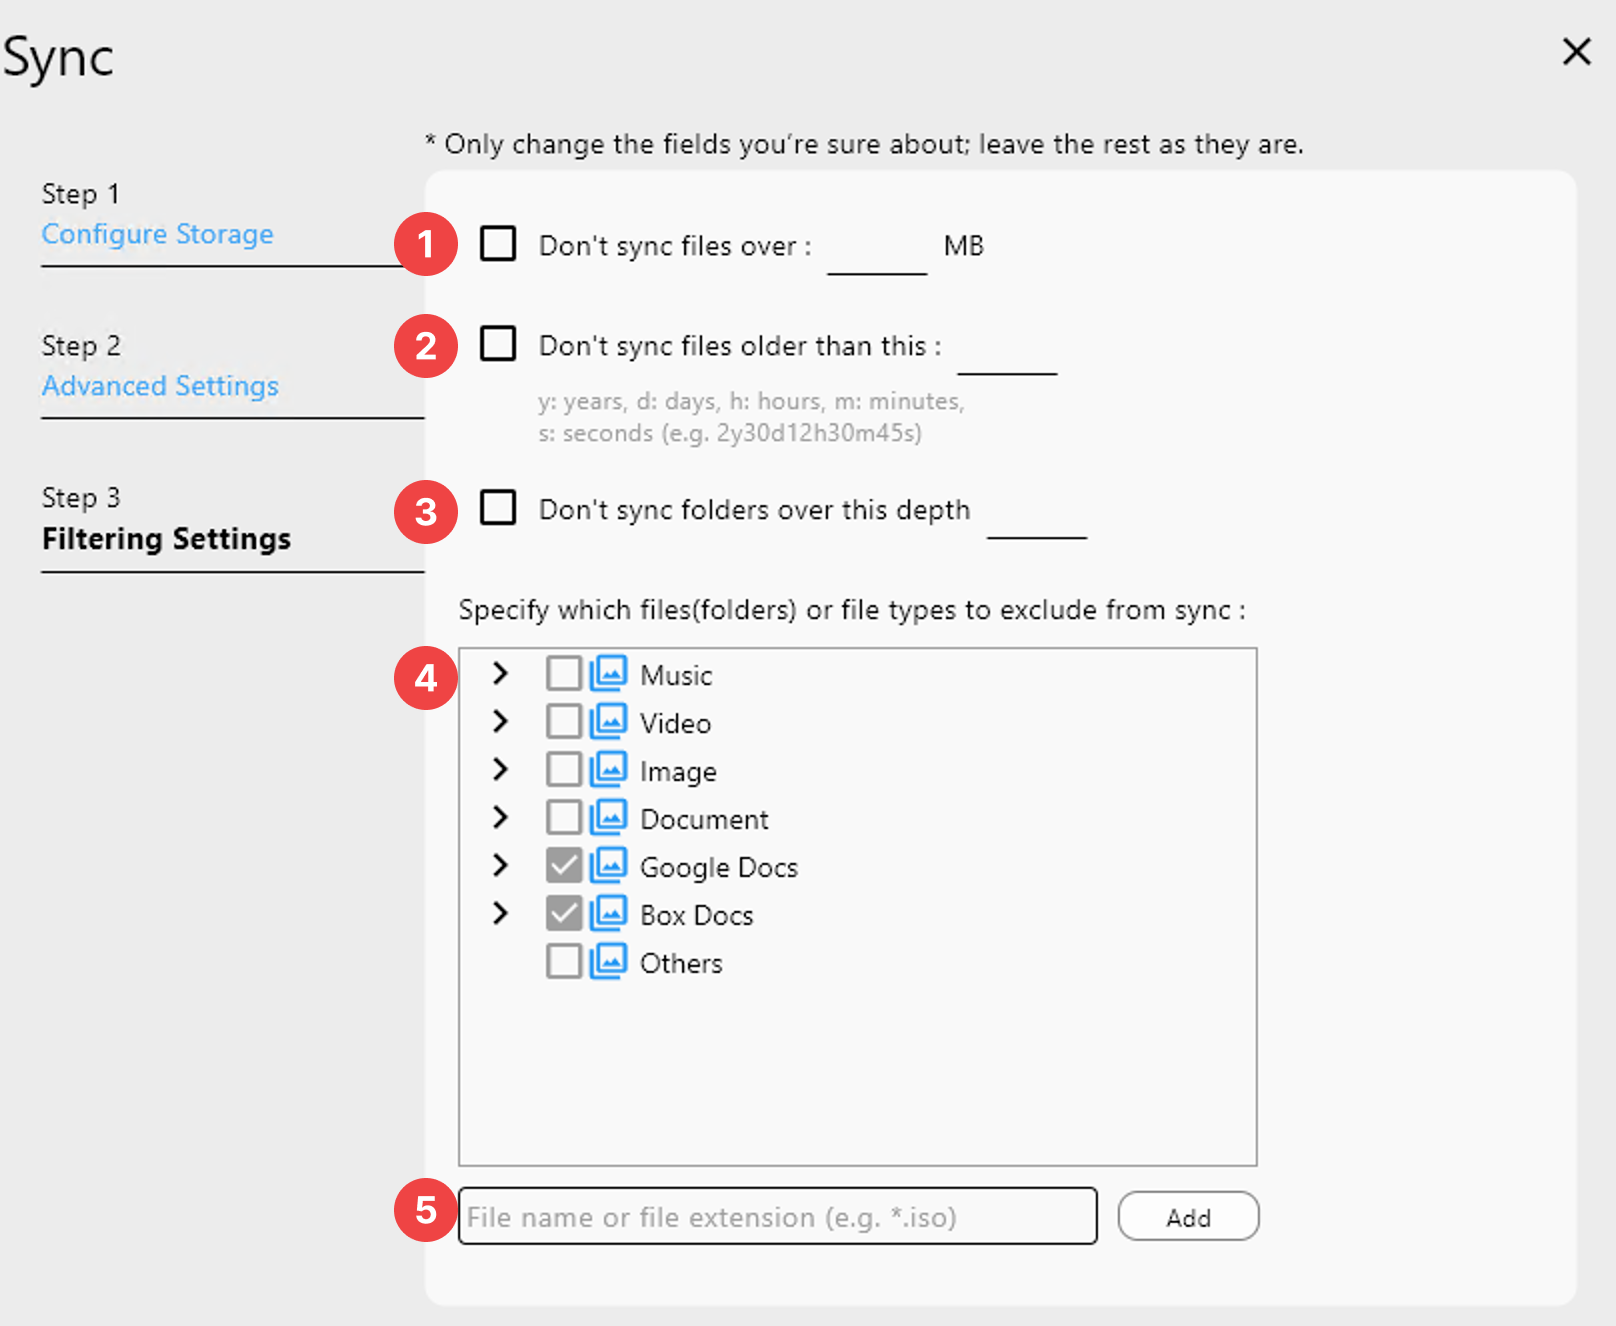 Sync
* Only change the fields you're sure about; leave the rest as they are.
Step 1
Configure Storage
Step 2
Advanced Settings
Step 3
Filtering Settings
1
Don't sync files over :
MB
2
Don't sync files older than this :
y: years, d: days, h: hours, m: minutes,
s: seconds (e.g. 2y30d12h30m45s)
3
Don't sync folders over this depth
Specify which files(folders) or file types to exclude from sync :
4
Music
Video
Image
Document
Google Docs
Box Docs
Others
5
File name or file extension (e.g. *.iso)
Add